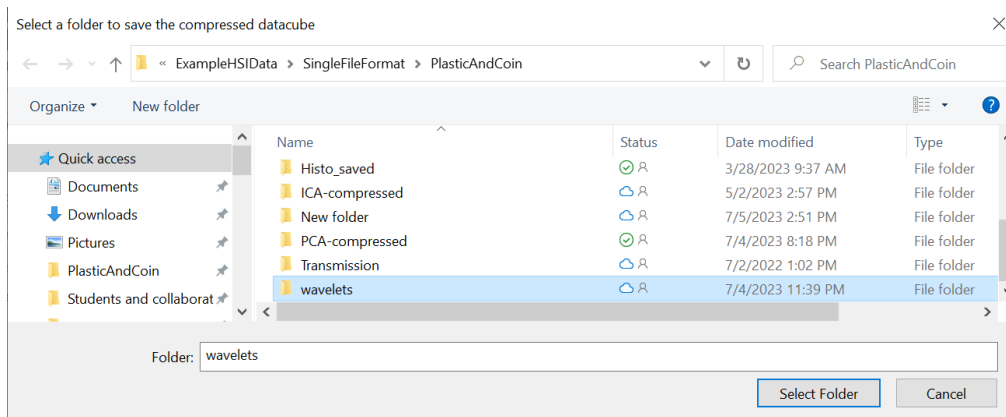 Select a folder to save the compressed datacube
« ExampleHSIData > SingleFileFormat > PlasticAndCoin
Search PlasticAndCoin
Organize New folder
Name Status Date modified Type
Quick access
Histo_saved 3/28/2023 9:37 AM File folder
Documents
ICA-compressed 5/2/2023 2:57 PM File folder
Downloads
New folder 7/5/2023 2:51 PM File folder
Pictures
PCA-compressed 7/4/2023 8:18 PM File folder
PlasticAndCoin
Transmission 7/2/2022 1:02 PM File folder
Students and collaborat
wavelets 7/4/2023 11:39 PM File folder
Folder: wavelets
Select Folder Cancel